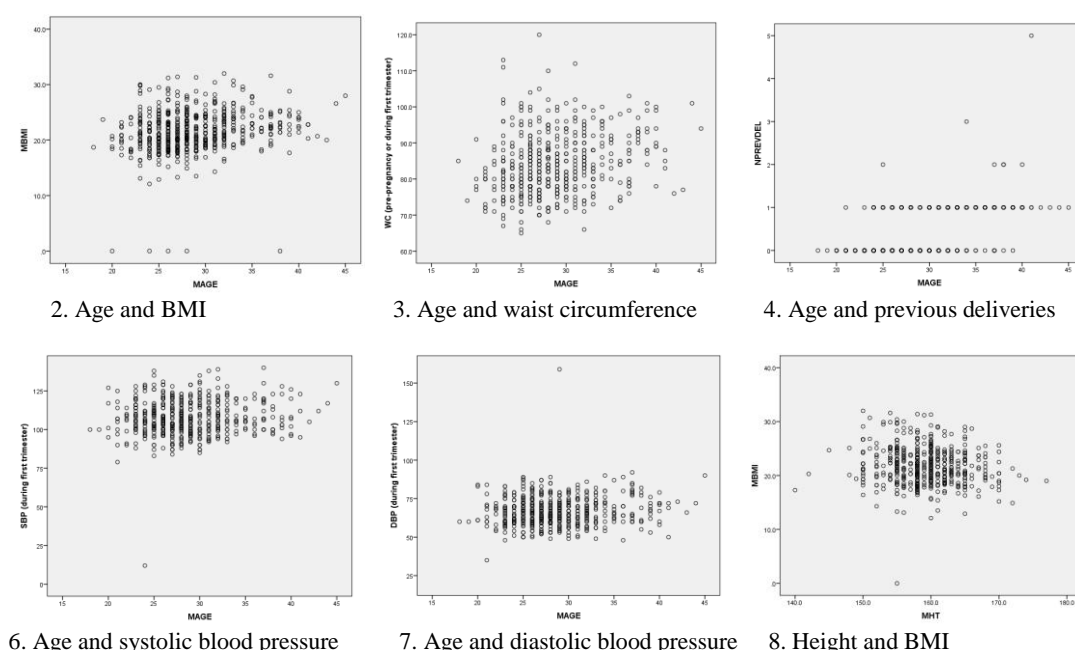 40.0
30.0
20.0
10.0
.0
MBMI
15 20 25 30 35 40 45
MAGE
2. Age and BMI
120.0
110.0
100.0
90.0
80.0
70.0
60.0
WC (pre-pregnancy or during first trimester)
15 20 25 30 35 40 45
MAGE
3. Age and waist circumference
5
4
3
2
1
0
NPREVDEL
15 20 25 30 35 40 45
MAGE
4. Age and previous deliveries
125
100
75
50
25
0
SBP (during first trimester)
15 20 25 30 35 40 45
MAGE
6. Age and systolic blood pressure
150
125
100
75
50
25
DBP (during first trimester)
15 20 25 30 35 40 45
MAGE
7. Age and diastolic blood pressure
40.0
30.0
20.0
10.0
.0
MBMI
140.0 150.0 160.0 170.0 180.0
MHT
8. Height and BMI